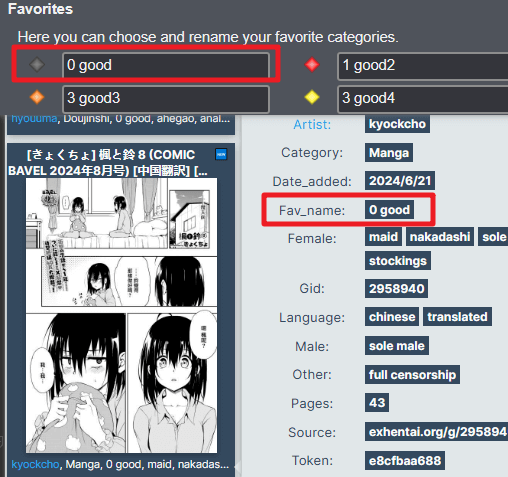 Favorites
Here you can choose and rename your favorite categories.
0 good
1 good2
3 good3
3 good4
hyouuma, Doujinshi, 0 good, ahegao, anal...
[きょくちょ] 楓と鈴 8 (COMIC
BAVEL 2024年8月号) [中国翻訳] [...
kyockcho, Manga, 0 good, maid, nakadas...
Artist: kyockcho
Category: Manga
Date_added: 2024/6/21
Fav_name: 0 good
Female: maid nakadashi sole
stockings
Gid: 2958940
Language: chinese translated
Male: sole male
Other: full censorship
Pages: 43
Source: exhentai.org/g/295894
Token: e8cfbaa688